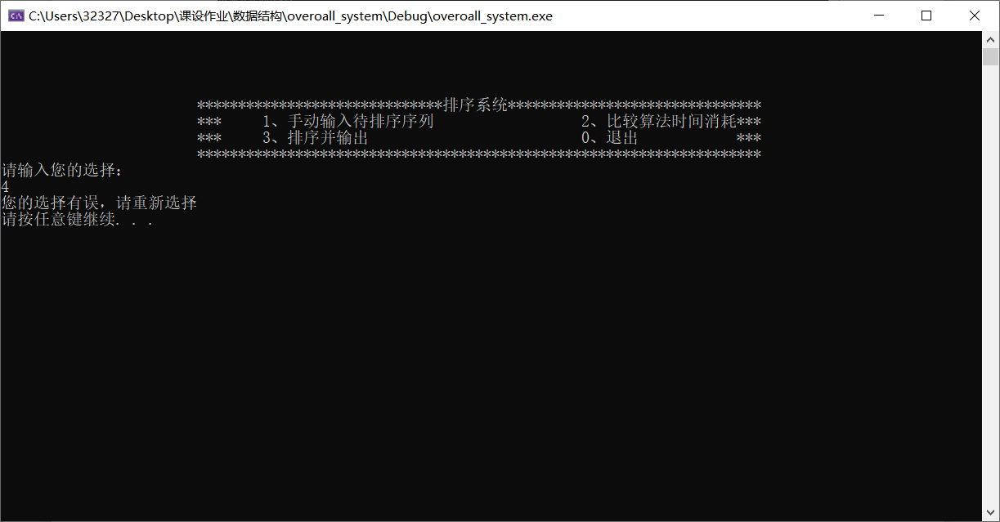 C:\Users\32327\Desktop\课设作业\数据结构\overoall_system\Debug\overoall_system.exe
******************************排序系统*******************************
***     1、手动输入待排序序列                  2、比较算法时间消耗***
***     3、排序并输出                          0、退出            ***
*********************************************************************
请输入您的选择:
4
您的选择有误，请重新选择
请按任意键继续. . .